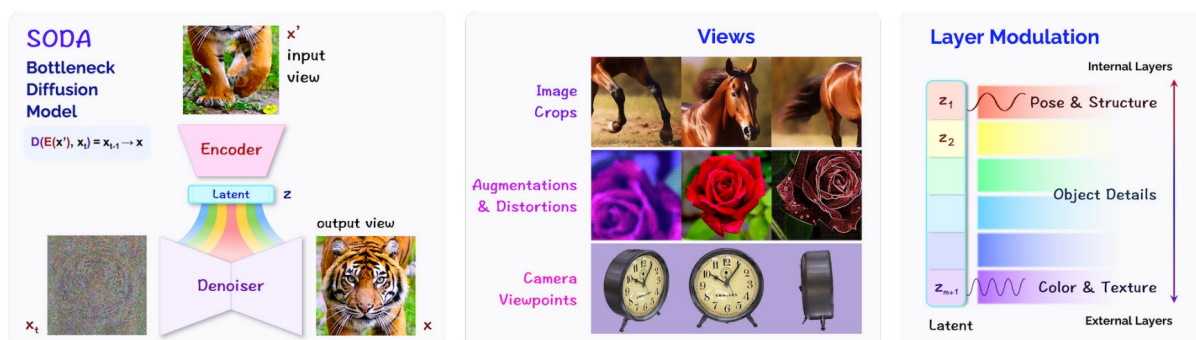 SODA
Bottleneck
Diffusion
Model
D(E(x'), xₜ) = xₜ₋₁ → x
x'
input
view
Encoder
Latent
z
output view
Denoiser
xₜ
x
Views
Image
Crops
Augmentations
& Distortions
Camera
Viewpoints
Layer Modulation
Internal Layers
z₁
Pose & Structure
z₂
Object Details
zₘ₊₁
Color & Texture
Latent
External Layers